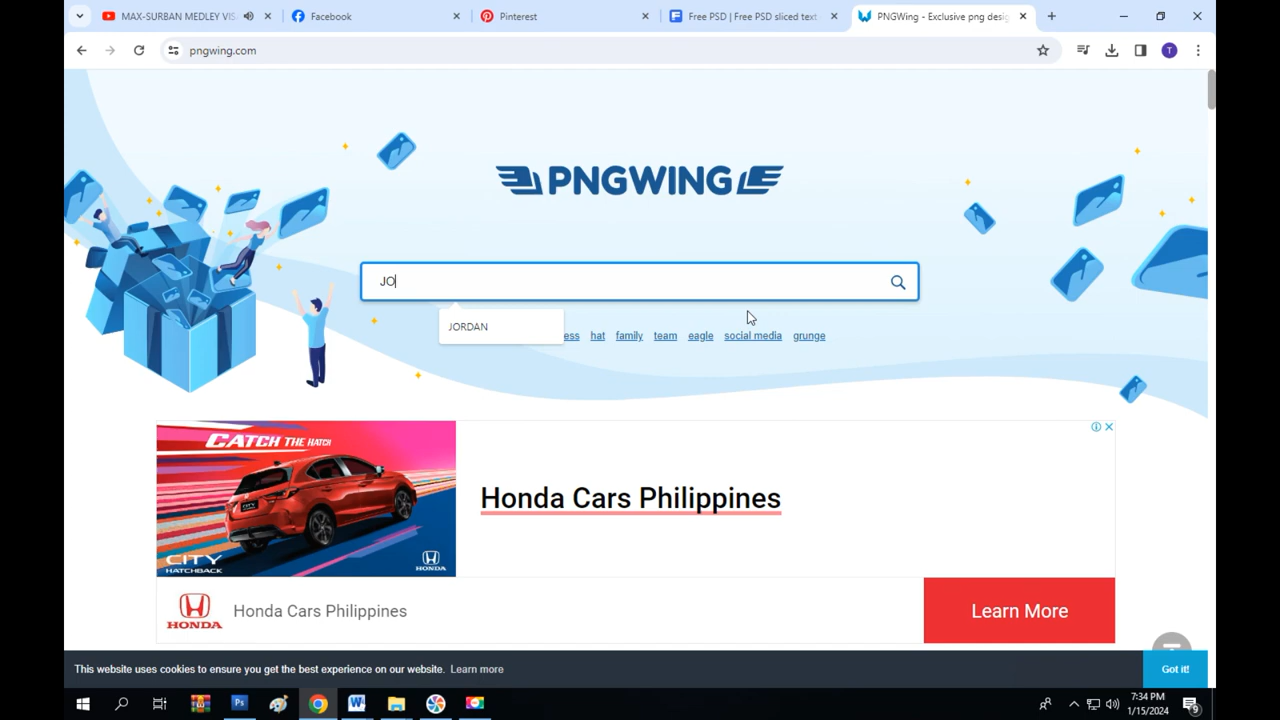 MAX-SURBAN MEDLEY VIS
Facebook
Pinterest
Free PSD | Free PSD sliced text
PNGWing - Exclusive png desig
pngwing.com
T
PNGWING
JO
JORDAN
ess hat family team eagle social media grunge
CATCH THE HATCH
CITY
HATCHBACK
HONDA
Honda Cars Philippines
HONDA
Honda Cars Philippines
Learn More
This website uses cookies to ensure you get the best experience on our website. Learn more
Got it!
Ps
W
7:34 PM
1/15/2024
9